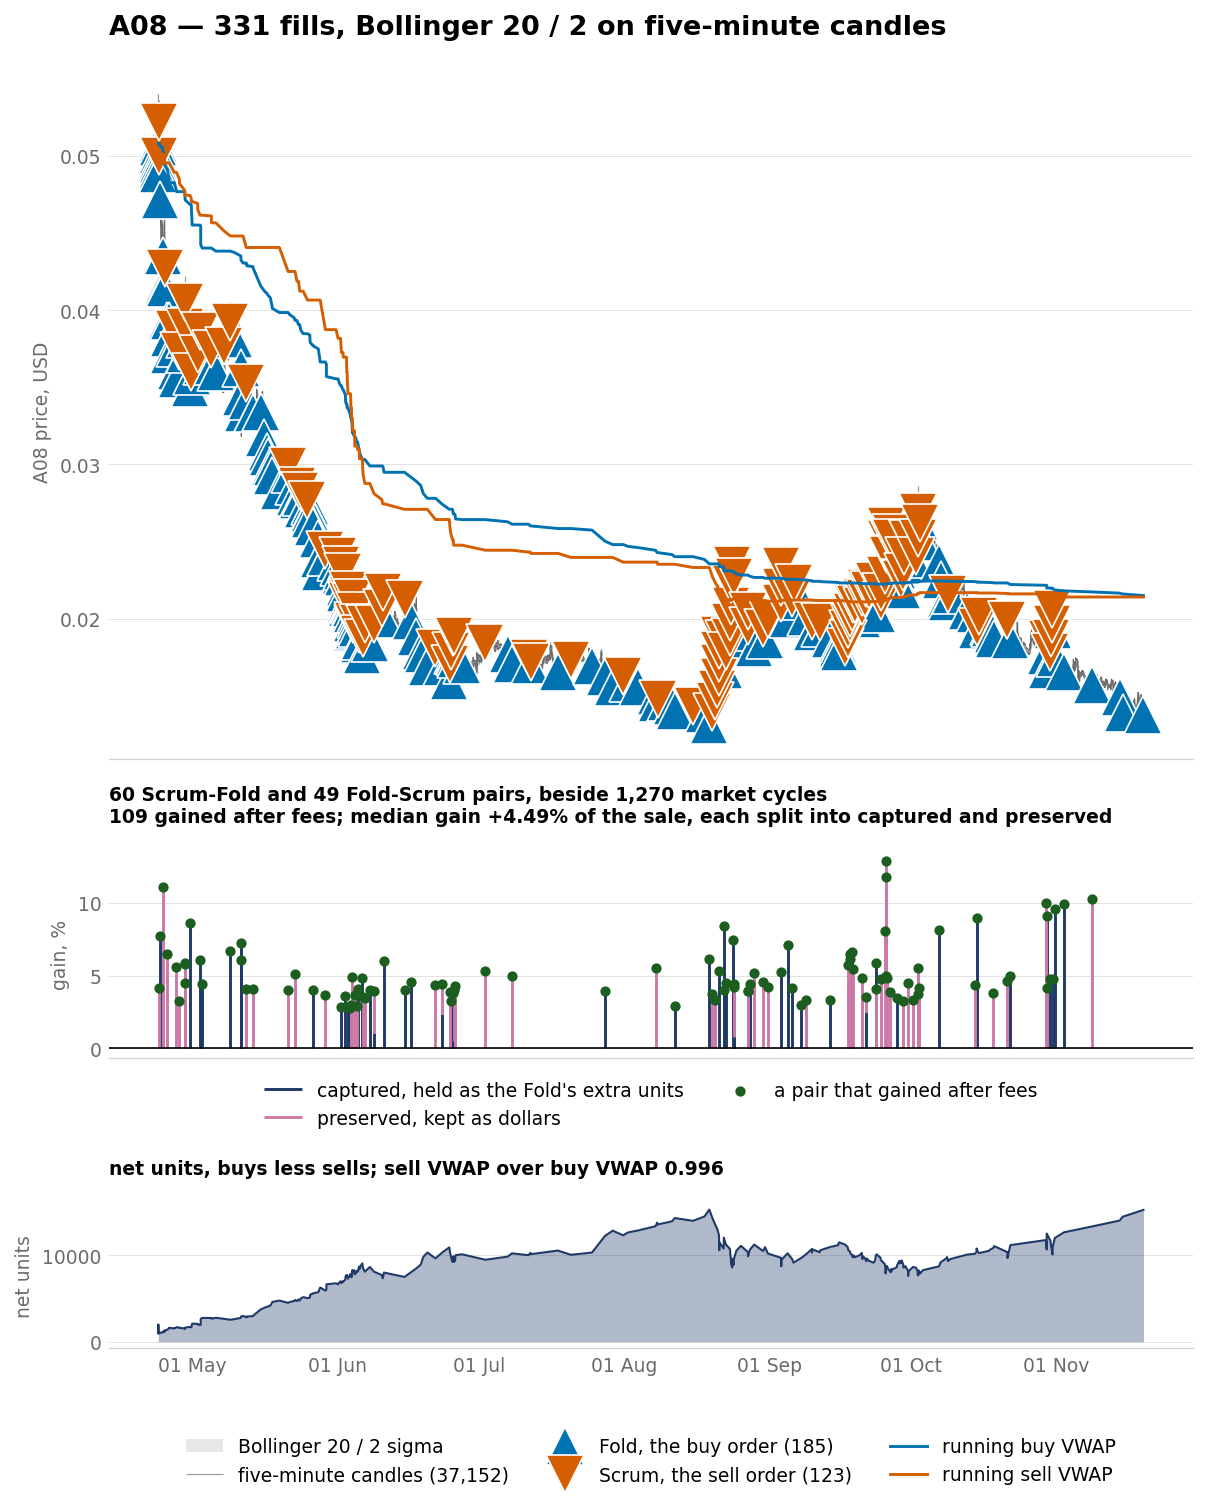 A08 — 331 fills, Bollinger 20 / 2 on five-minute candles
0.05
0.04
0.03
0.02
A08 price, USD
60 Scrum-Fold and 49 Fold-Scrum pairs, beside 1,270 market cycles
109 gained after fees; median gain +4.49% of the sale, each split into captured and preserved
10
5
0
gain, %
captured, held as the Fold's extra units
a pair that gained after fees
preserved, kept as dollars
net units, buys less sells; sell VWAP over buy VWAP 0.996
10000
0
net units
01 May
01 Jun
01 Jul
01 Aug
01 Sep
01 Oct
01 Nov
Bollinger 20 / 2 sigma
Fold, the buy order (185)
running buy VWAP
five-minute candles (37,152)
Scrum, the sell order (123)
running sell VWAP